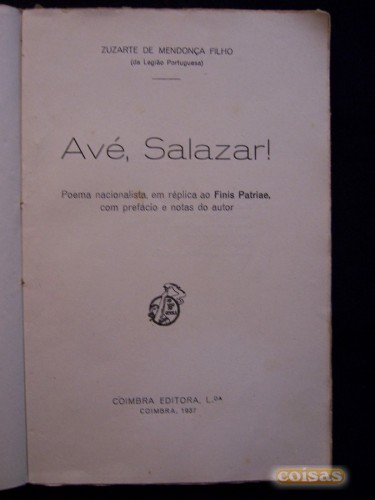 ZUZARTE DE MENDONÇA FILHO
(da Legião Portuguesa)
Avé, Salazar!
Poema nacionalista, em réplica ao Finis Patriae,
com prefácio e notas do autor
COIMBRA EDITORA, L.DA
COIMBRA, 1937
coisas